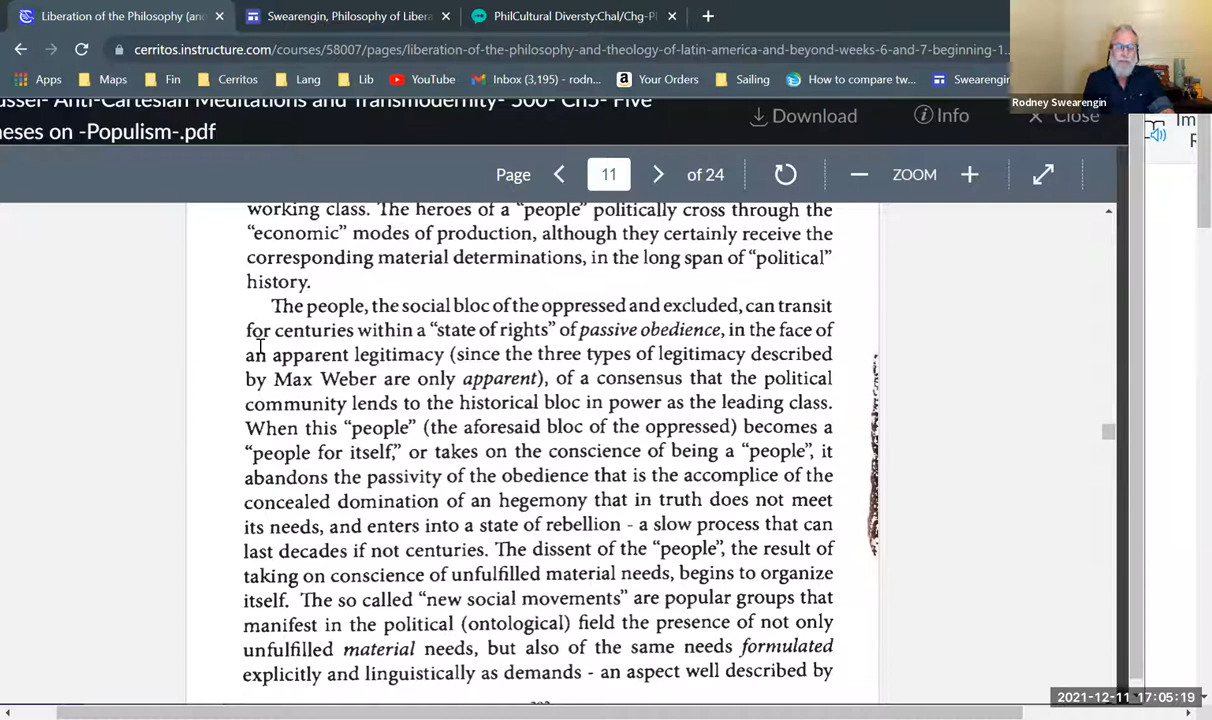 Liberation of the Philosophy (an
Swearengin, Philosophy of Libera
PhilCultural Diversty:Chal/Chg-P
cerritos.instructure.com/courses/58007/pages/liberation-of-the-philosophy-and-theology-of-latin-america-and-beyond-weeks-6-and-7-beginning-1...
Apps Maps Fin Cerritos Lang Lib YouTube Inbox (3,195) - rodn... Your Orders Sailing How to compare tw... Swearengin
Rodney Swearengin
ussel- Anti-Cartesian Meditations and Transmodernity- 300- Ch5- Five
neses on -Populism-.pdf
Download Info Close
Im
Page 11 of 24 ZOOM
working class. The heroes of a “people” politically cross through the
“economic” modes of production, although they certainly receive the
corresponding material determinations, in the long span of “political”
history.
The people, the social bloc of the oppressed and excluded, can transit
for centuries within a “state of rights” of passive obedience, in the face of
an apparent legitimacy (since the three types of legitimacy described
by Max Weber are only apparent), of a consensus that the political
community lends to the historical bloc in power as the leading class.
When this “people” (the aforesaid bloc of the oppressed) becomes a
“people for itself,” or takes on the conscience of being a “people”, it
abandons the passivity of the obedience that is the accomplice of the
concealed domination of an hegemony that in truth does not meet
its needs, and enters into a state of rebellion - a slow process that can
last decades if not centuries. The dissent of the “people”, the result of
taking on conscience of unfulfilled material needs, begins to organize
itself. The so called “new social movements” are popular groups that
manifest in the political (ontological) field the presence of not only
unfulfilled material needs, but also of the same needs formulated
explicitly and linguistically as demands - an aspect well described by
2021-12-11 17:05:19